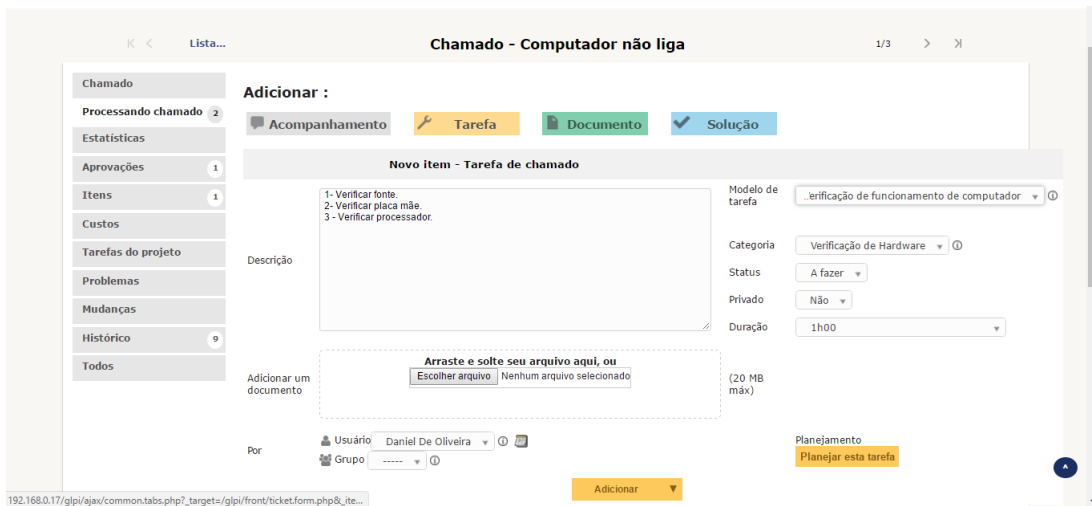 Lista...
Chamado - Computador não liga
1/3
Chamado
Processando chamado 2
Estatísticas
Aprovações 1
Itens 1
Custos
Tarefas do projeto
Problemas
Mudanças
Histórico 9
Todos
Adicionar :
Acompanhamento
Tarefa
Documento
Solução
Novo item - Tarefa de chamado
Descrição
1- Verificar fonte.
2- Verificar placa mãe.
3 - Verificar processador.
Modelo de
tarefa
..erificação de funcionamento de computador
Categoria
Verificação de Hardware
Status
A fazer
Privado
Não
Duração
1h00
Adicionar um
documento
Arraste e solte seu arquivo aqui, ou
Escolher arquivo Nenhum arquivo selecionado
(20 MB
máx)
Por
Usuário Daniel De Oliveira
Grupo -----
Planejamento
Planejar esta tarefa
Adicionar
192.168.0.17/glpi/ajax/common.tabs.php?_target=/glpi/front/ticket.form.php&_ite...